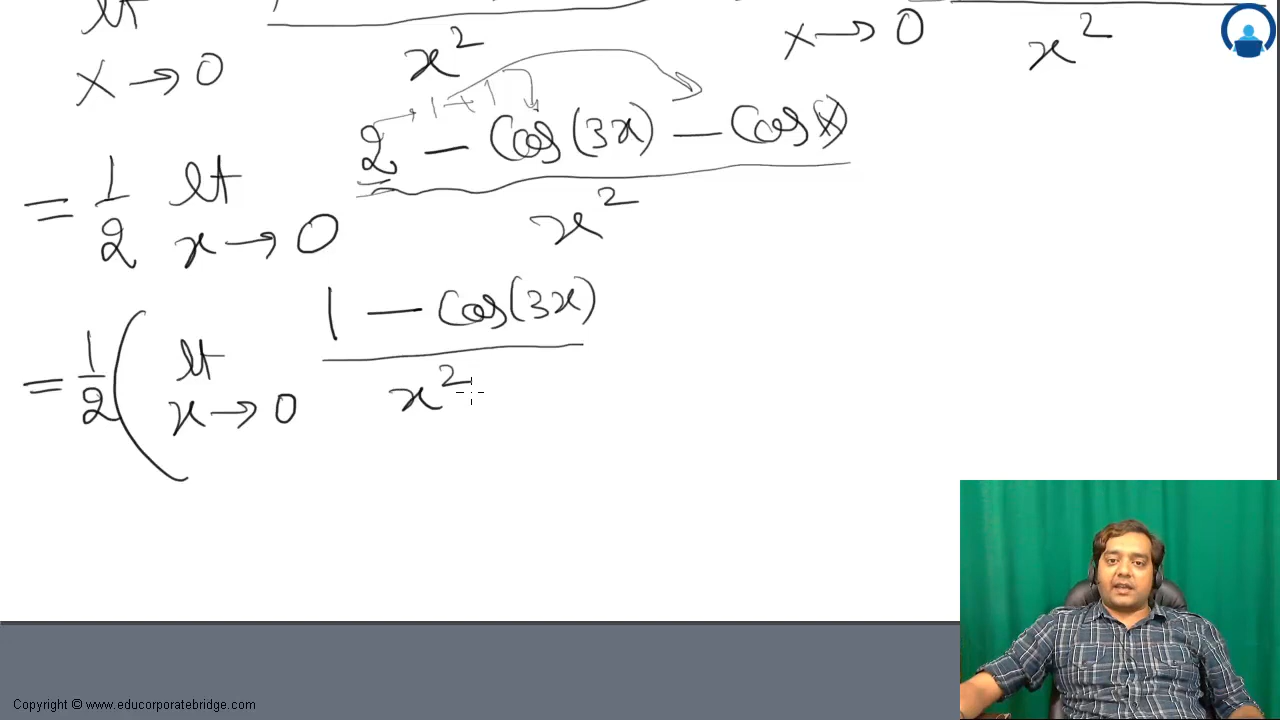 lt
x → 0
x²
x → 0
x²
1 + 1
= 1/2 lt x → 0 (2 − Cos(3x) − Cos x) / x²
= 1/2 ( lt x → 0 (1 − Cos(3x)) / x²
Copyright © www.educorporatebridge.com